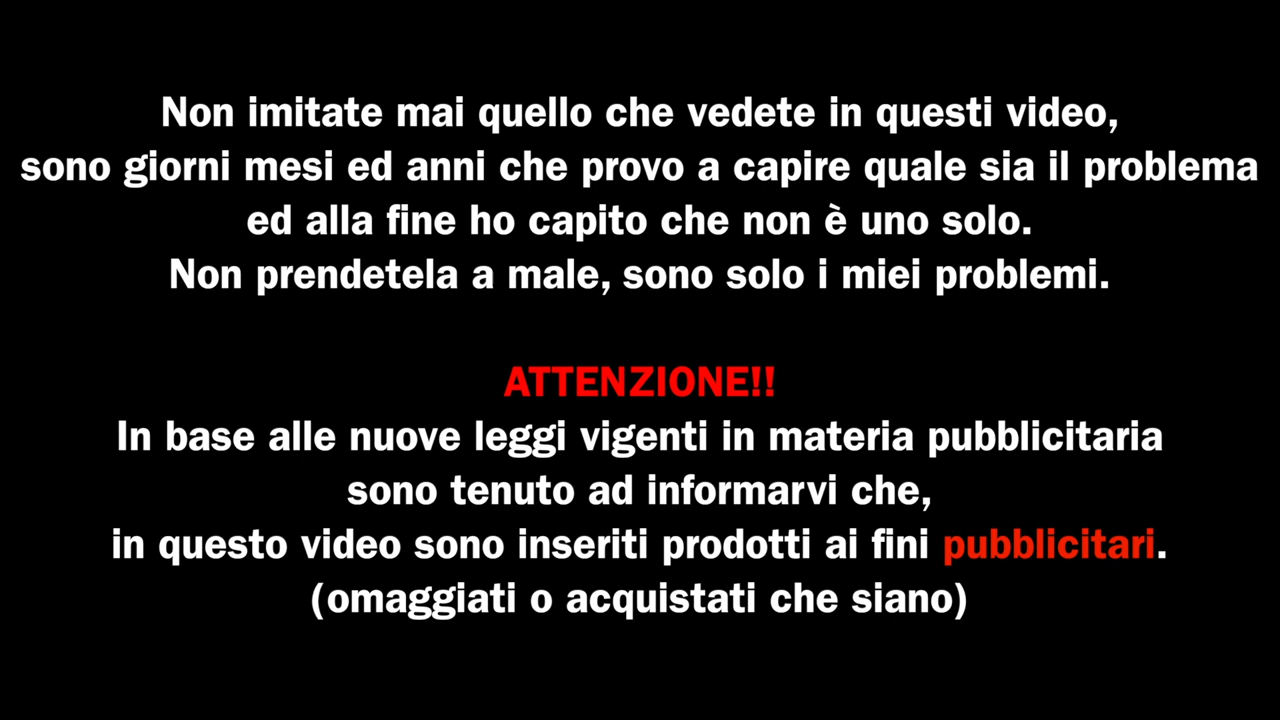 Non imitate mai quello che vedete in questi video,
sono giorni mesi ed anni che provo a capire quale sia il problema
ed alla fine ho capito che non è uno solo.
Non prendetela a male, sono solo i miei problemi.
ATTENZIONE!!
In base alle nuove leggi vigenti in materia pubblicitaria
sono tenuto ad informarvi che,
in questo video sono inseriti prodotti ai fini pubblicitari.
(omaggiati o acquistati che siano)